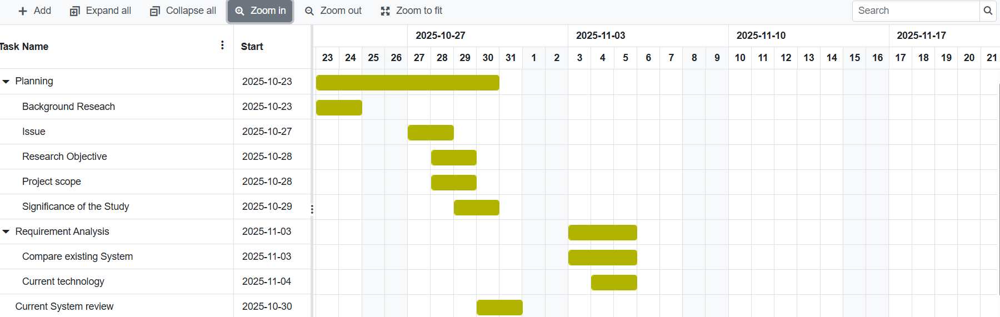 Add Expand all Collapse all Zoom in Zoom out Zoom to fit Search
Task Name Start 2025-10-27 2025-11-03 2025-11-10 2025-11-17
23 24 25 26 27 28 29 30 31 1 2 3 4 5 6 7 8 9 10 11 12 13 14 15 16 17 18 19 20 21
Planning 2025-10-23
Background Reseach 2025-10-23
Issue 2025-10-27
Research Objective 2025-10-28
Project scope 2025-10-28
Significance of the Study 2025-10-29
Requirement Analysis 2025-11-03
Compare existing System 2025-11-03
Current technology 2025-11-04
Current System review 2025-10-30